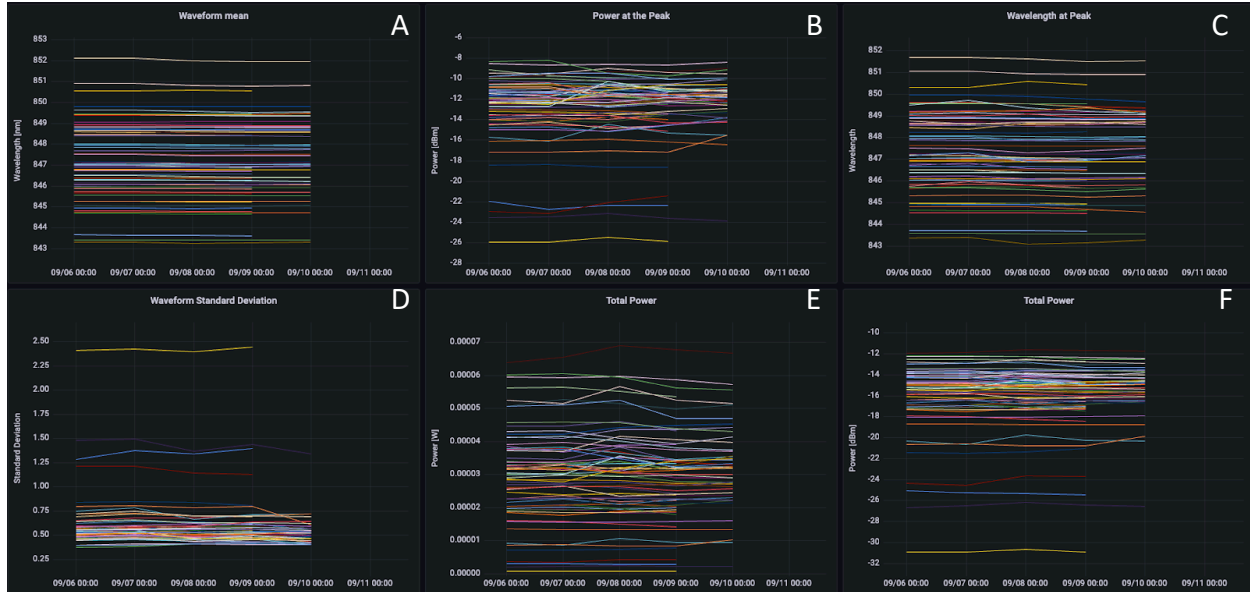 Waveform mean
A
853
852
851
850
849
848
847
846
845
844
843
Wavelength [nm]
09/06 00:00 09/07 00:00 09/08 00:00 09/09 00:00 09/10 00:00 09/11 00:00
Power at the Peak
B
-6
-8
-10
-12
-14
-16
-18
-20
-22
-24
-26
-28
Power [dBm]
09/06 00:00 09/07 00:00 09/08 00:00 09/09 00:00 09/10 00:00 09/11 00:00
Wavelength at Peak
C
852
851
850
849
848
847
846
845
844
843
Wavelength
09/06 00:00 09/07 00:00 09/08 00:00 09/09 00:00 09/10 00:00 09/11 00:00
Waveform Standard Deviation
D
2.50
2.25
2.00
1.75
1.50
1.25
1.00
0.75
0.50
0.25
Standard Deviation
09/06 00:00 09/07 00:00 09/08 00:00 09/09 00:00 09/10 00:00 09/11 00:00
Total Power
E
0.00007
0.00006
0.00005
0.00004
0.00003
0.00002
0.00001
0.00000
Power [W]
09/06 00:00 09/07 00:00 09/08 00:00 09/09 00:00 09/10 00:00 09/11 00:00
Total Power
F
-10
-12
-14
-16
-18
-20
-22
-24
-26
-28
-30
-32
Power [dBm]
09/06 00:00 09/07 00:00 09/08 00:00 09/09 00:00 09/10 00:00 09/11 00:00